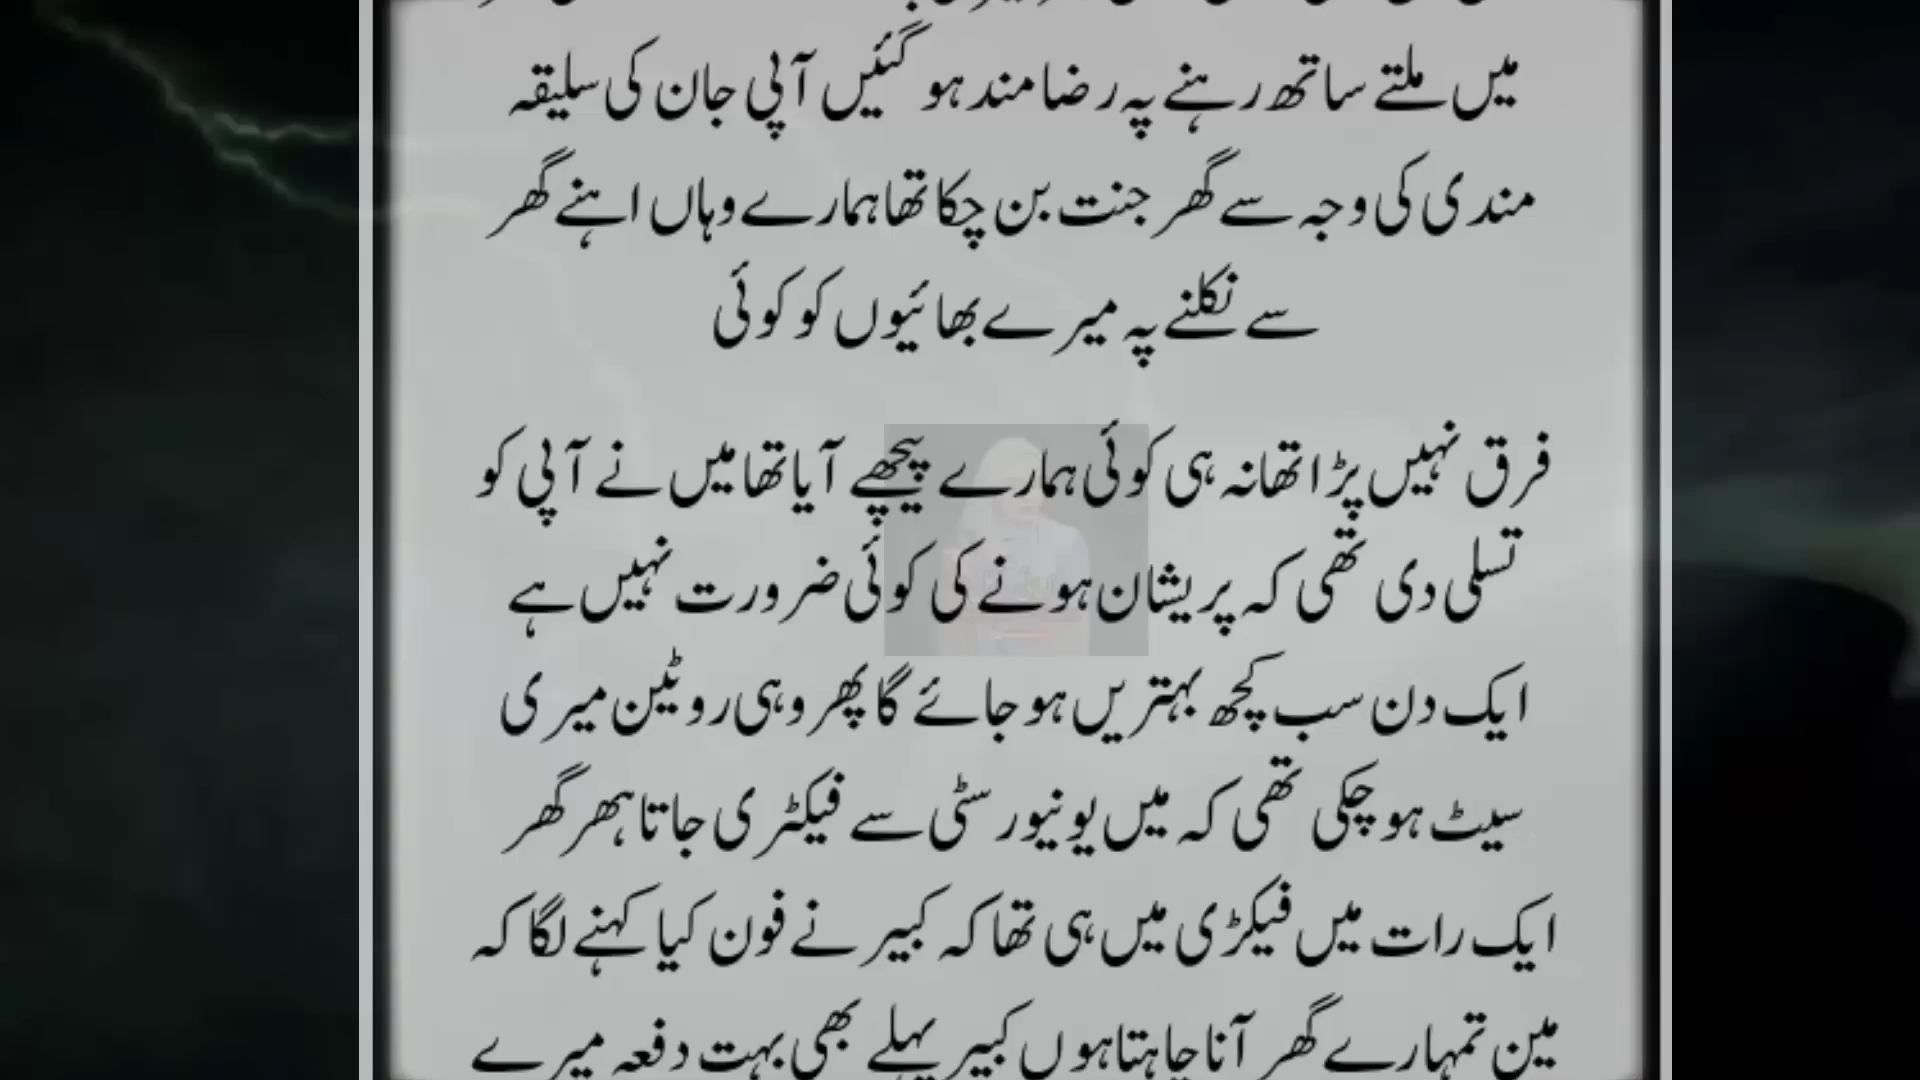 میں ملتے ساتھ رہنے پہ رضا مند ہو گئیں آپی جان کی سلیقہ
مندی کی وجہ سے گھر جنت بن چکا تھا ہمارے وہاں اہنے گھر
سے نکلنے پہ میرے بھائیوں کو کوئی
فرق نہیں پڑا تھا نہ ہی کوئی ہمارے پیچھے آیا تھا میں نے آپی کو
تسلی دی تھی کہ پریشان ہونے کی کوئی ضرورت نہیں ہے
ایک دن سب کچھ بہتریں ہو جائے گا پھر وہی روٹین میری
سیٹ ہو چکی تھی کہ میں یونیورسٹی سے فیکٹری جاتا ہھر گھر
ایک رات میں فیکڑی میں ہی تھا کہ کبیر نے فون کیا کہنے لگا کہ
مین تمہارے گھر آنا چاہتا ہوں کبیر پہلے بھی بہت دفعہ میرے